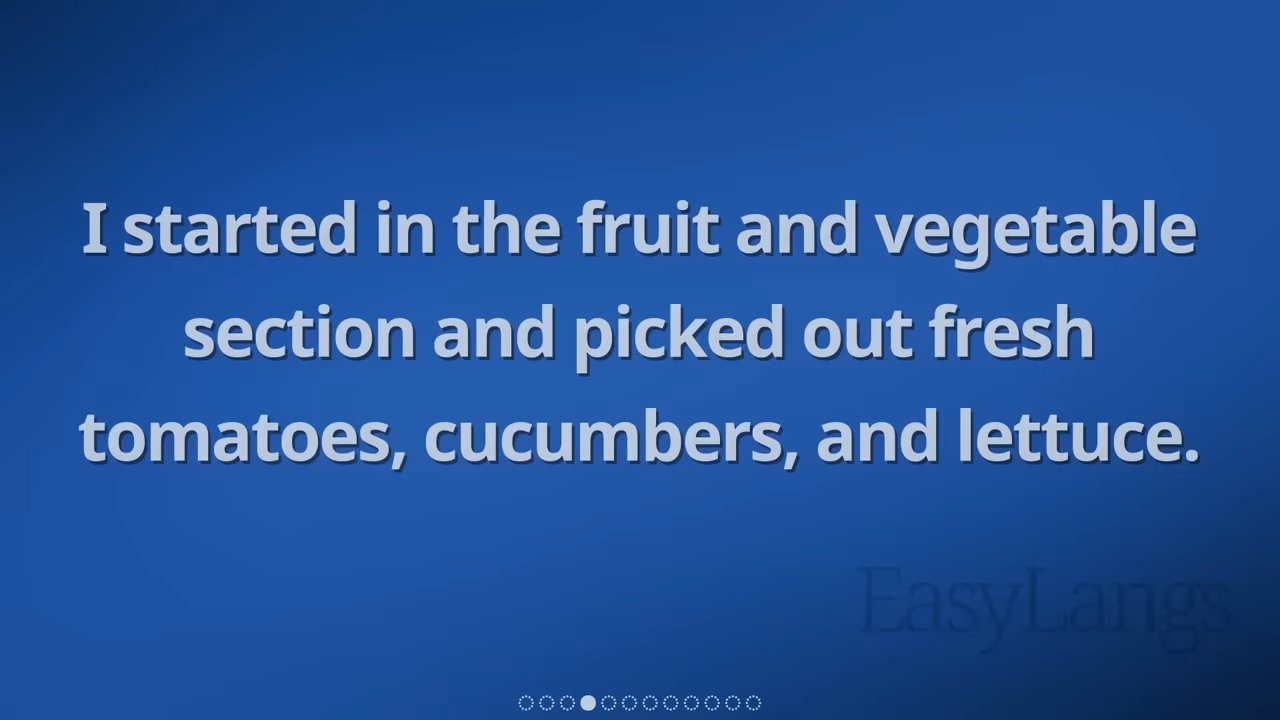 I started in the fruit and vegetable
section and picked out fresh
tomatoes, cucumbers, and lettuce.
EasyLangs